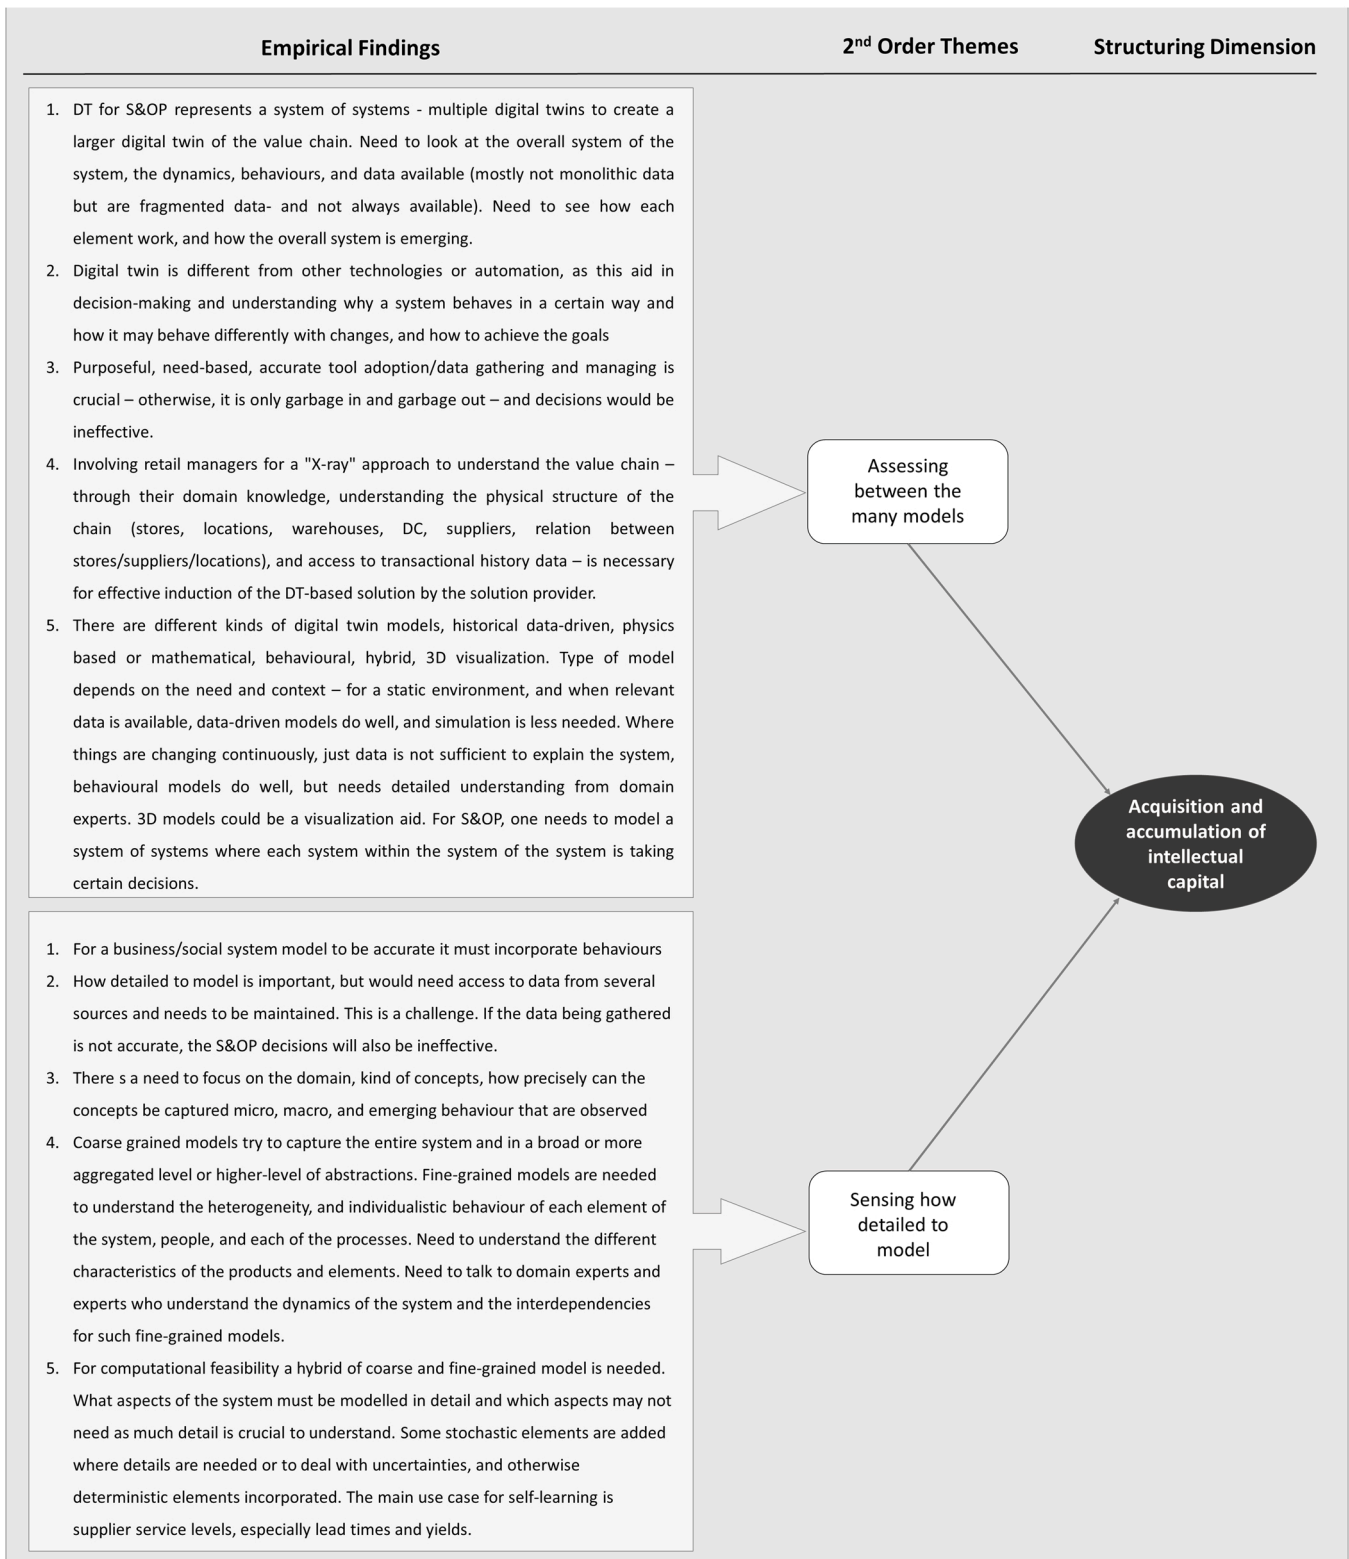 Empirical Findings
2nd Order Themes
Structuring Dimension
1. DT for S&OP represents a system of systems - multiple digital twins to create a
larger digital twin of the value chain. Need to look at the overall system of the
system, the dynamics, behaviours, and data available (mostly not monolithic data
but are fragmented data- and not always available). Need to see how each
element work, and how the overall system is emerging.
2. Digital twin is different from other technologies or automation, as this aid in
decision-making and understanding why a system behaves in a certain way and
how it may behave differently with changes, and how to achieve the goals
3. Purposeful, need-based, accurate tool adoption/data gathering and managing is
crucial – otherwise, it is only garbage in and garbage out – and decisions would be
ineffective.
4. Involving retail managers for a "X-ray" approach to understand the value chain –
through their domain knowledge, understanding the physical structure of the
chain (stores, locations, warehouses, DC, suppliers, relation between
stores/suppliers/locations), and access to transactional history data – is necessary
for effective induction of the DT-based solution by the solution provider.
5. There are different kinds of digital twin models, historical data-driven, physics
based or mathematical, behavioural, hybrid, 3D visualization. Type of model
depends on the need and context – for a static environment, and when relevant
data is available, data-driven models do well, and simulation is less needed. Where
things are changing continuously, just data is not sufficient to explain the system,
behavioural models do well, but needs detailed understanding from domain
experts. 3D models could be a visualization aid. For S&OP, one needs to model a
system of systems where each system within the system of the system is taking
certain decisions.
Assessing
between the
many models
Acquisition and
accumulation of
intellectual
capital
1. For a business/social system model to be accurate it must incorporate behaviours
2. How detailed to model is important, but would need access to data from several
sources and needs to be maintained. This is a challenge. If the data being gathered
is not accurate, the S&OP decisions will also be ineffective.
3. There s a need to focus on the domain, kind of concepts, how precisely can the
concepts be captured micro, macro, and emerging behaviour that are observed
4. Coarse grained models try to capture the entire system and in a broad or more
aggregated level or higher-level of abstractions. Fine-grained models are needed
to understand the heterogeneity, and individualistic behaviour of each element of
the system, people, and each of the processes. Need to understand the different
characteristics of the products and elements. Need to talk to domain experts and
experts who understand the dynamics of the system and the interdependencies
for such fine-grained models.
5. For computational feasibility a hybrid of coarse and fine-grained model is needed.
What aspects of the system must be modelled in detail and which aspects may not
need as much detail is crucial to understand. Some stochastic elements are added
where details are needed or to deal with uncertainties, and otherwise
deterministic elements incorporated. The main use case for self-learning is
supplier service levels, especially lead times and yields.
Sensing how
detailed to
model